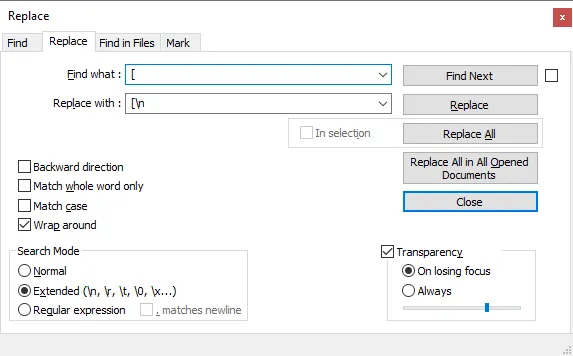 Replace
x
Find Replace Find in Files Mark
Find what : [ Find Next
Replace with : [\n Replace
In selection Replace All
Replace All in All Opened
Documents
Backward direction
Match whole word only
Close
Match case
Wrap around
Search Mode Transparency
Normal On losing focus
Extended (\n, \r, \t, \0, \x...) Always
Regular expression . matches newline